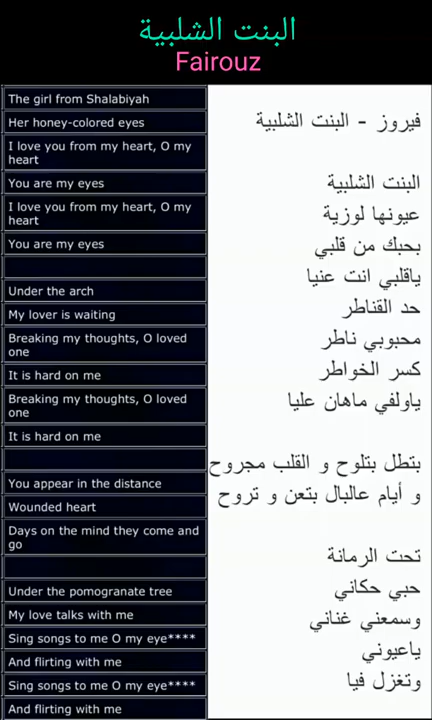 البنت الشلبية
Fairouz
The girl from Shalabiyah
Her honey-colored eyes
I love you from my heart, O my
heart
You are my eyes
I love you from my heart, O my
heart
You are my eyes
Under the arch
My lover is waiting
Breaking my thoughts, O loved
one
It is hard on me
Breaking my thoughts, O loved
one
It is hard on me
You appear in the distance
Wounded heart
Days on the mind they come and
go
Under the pomogranate tree
My love talks with me
Sing songs to me O my eye****
And flirting with me
Sing songs to me O my eye****
And flirting with me
فيروز - البنت الشلبية
البنت الشلبية
عيونها لوزية
بحبك من قلبي
ياقلبي انت عنيا
حد القناطر
محبوبي ناطر
كسر الخواطر
ياولفي ماهان عليا
بتطل بتلوح و القلب مجروح
و أيام عالبال بتعن و تروح
تحت الرمانة
حبي حكاني
وسمعني غناني
ياعيوني
وتغزل فيا